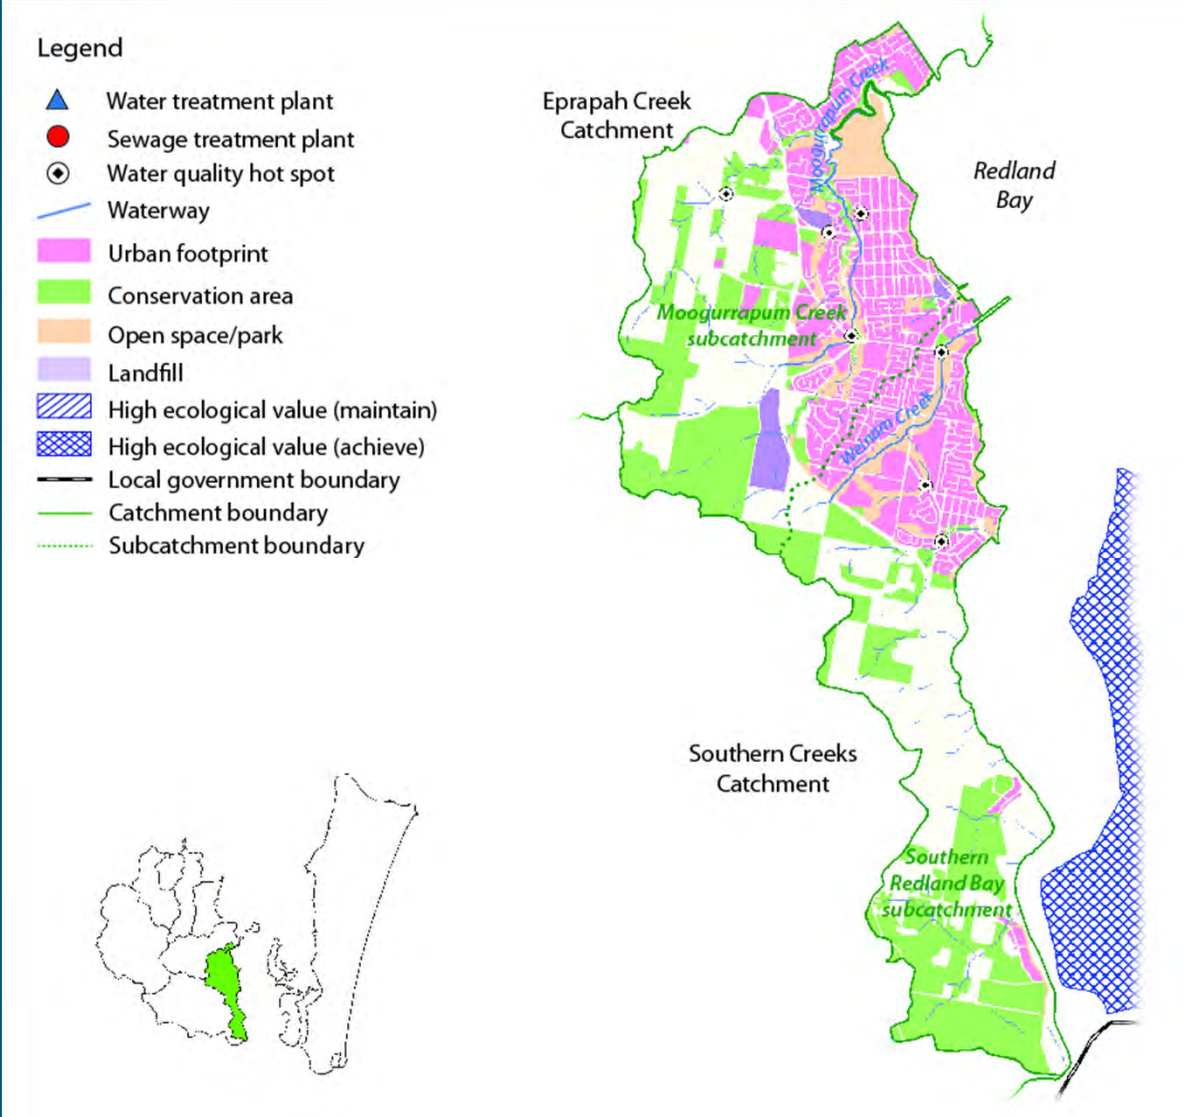 Legend
Water treatment plant
Sewage treatment plant
Water quality hot spot
Waterway
Urban footprint
Conservation area
Open space/park
Landfill
High ecological value (maintain)
High ecological value (achieve)
Local government boundary
Catchment boundary
Subcatchment boundary
Eprapah Creek
Catchment
Moogurrapum Creek
Redland
Bay
Moogurrapum Creek
subcatchment
Weinam Creek
Southern Creeks
Catchment
Southern
Redland Bay
subcatchment